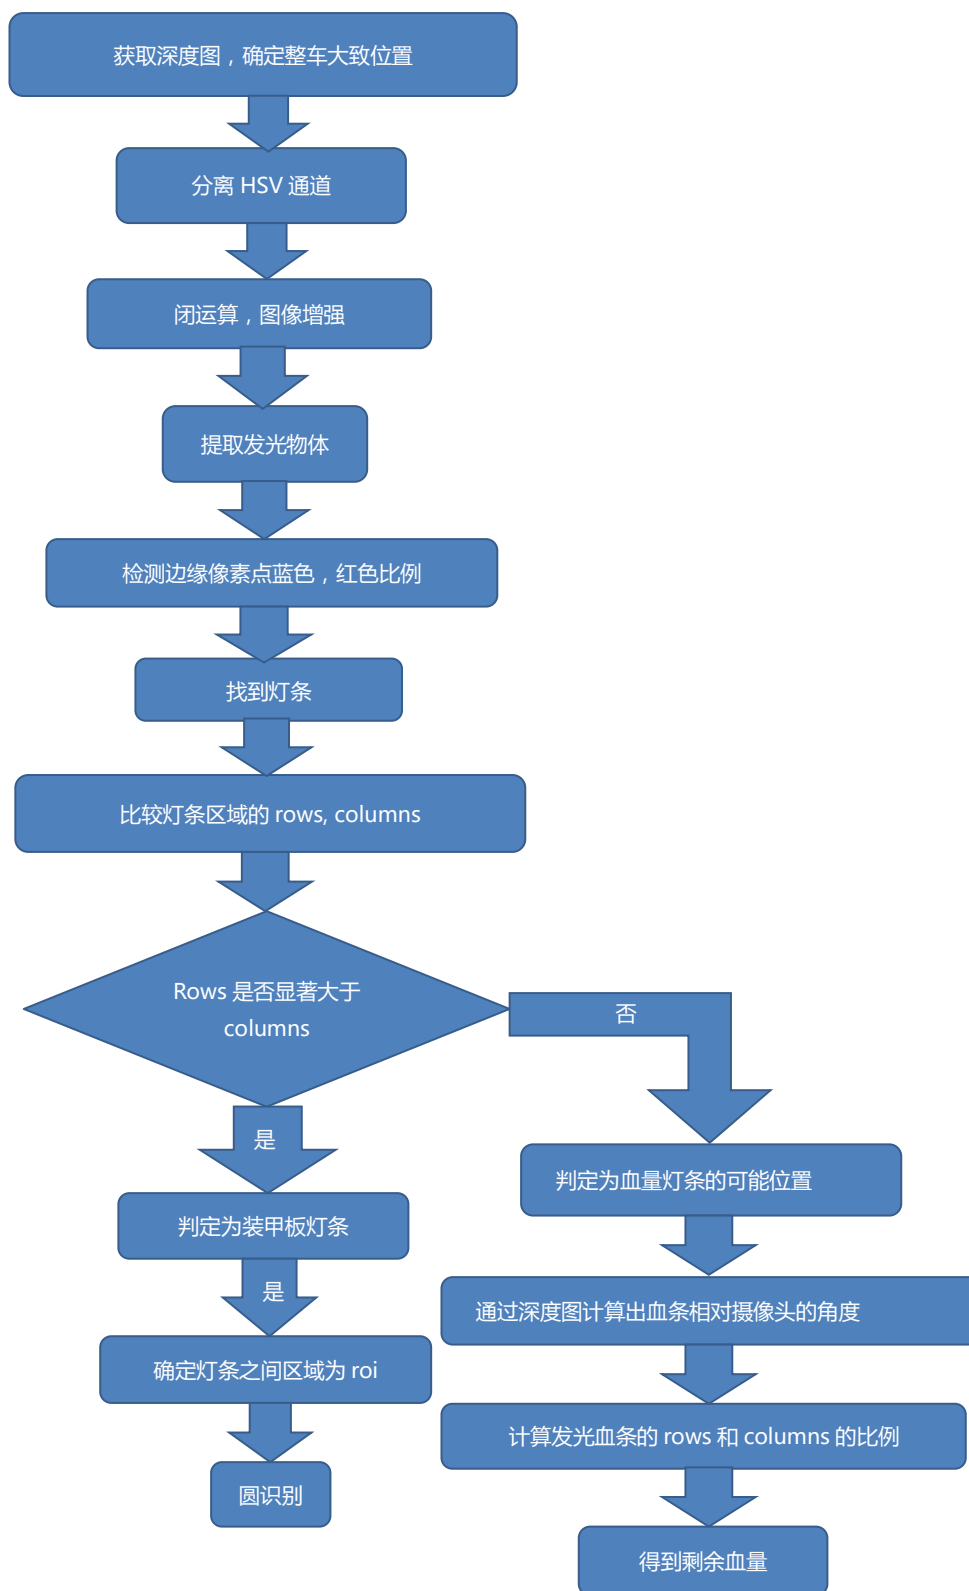 获取深度图，确定整车大致位置
分离 HSV 通道
闭运算，图像增强
提取发光物体
检测边缘像素点蓝色，红色比例
找到灯条
比较灯条区域的 rows, columns
Rows 是否显著大于
columns
否
是
判定为装甲板灯条
是
确定灯条之间区域为 roi
圆识别
判定为血量灯条的可能位置
通过深度图计算出血条相对摄像头的角度
计算发光血条的 rows 和 columns 的比例
得到剩余血量